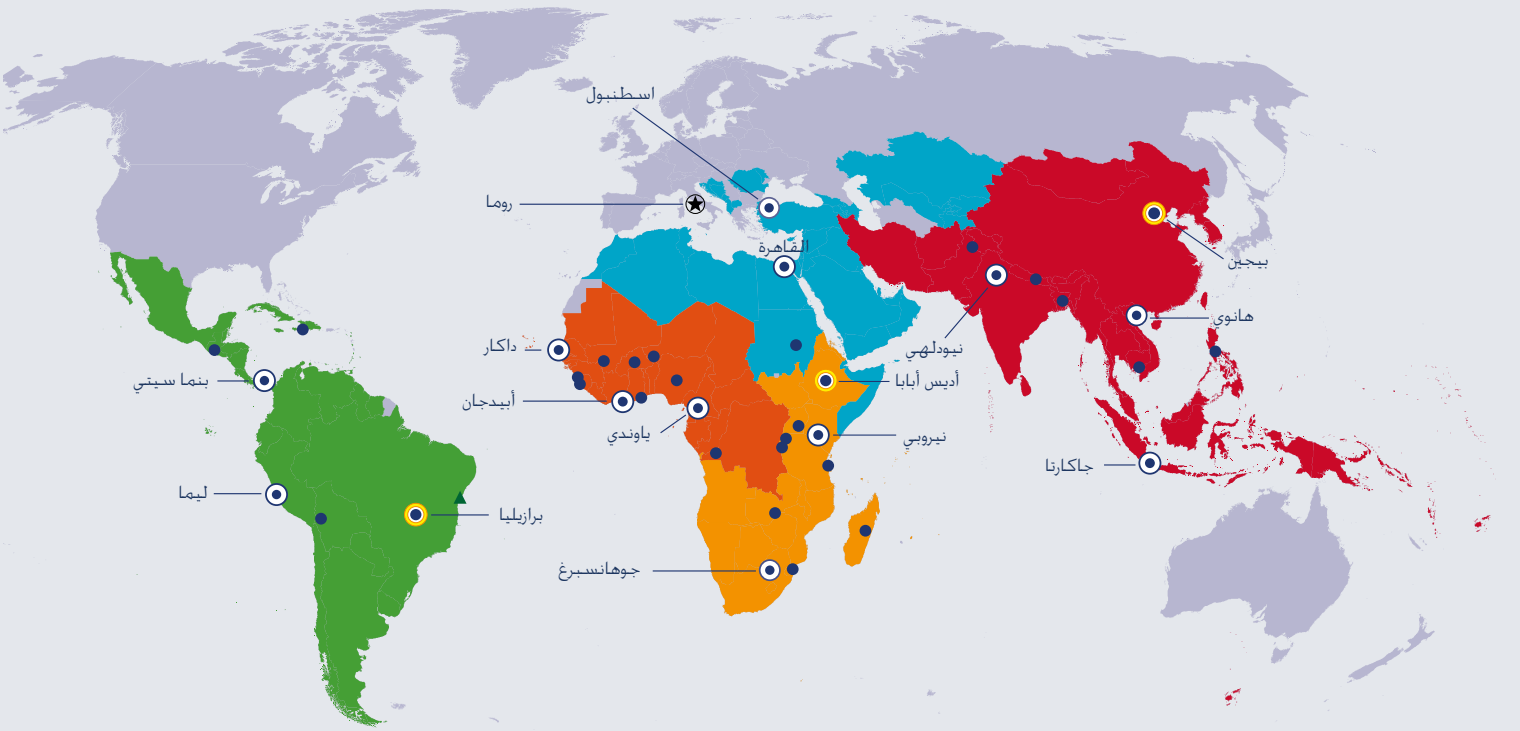 اسطنبول
روما
القاهرة
بيجين
هانوي
نيودلهي
داكار
بنما سيتي
أبيدجان
أديس أبابا
ياوندي
نيروبي
جاكارتا
ليما
برازيليا
جوهانسبرغ